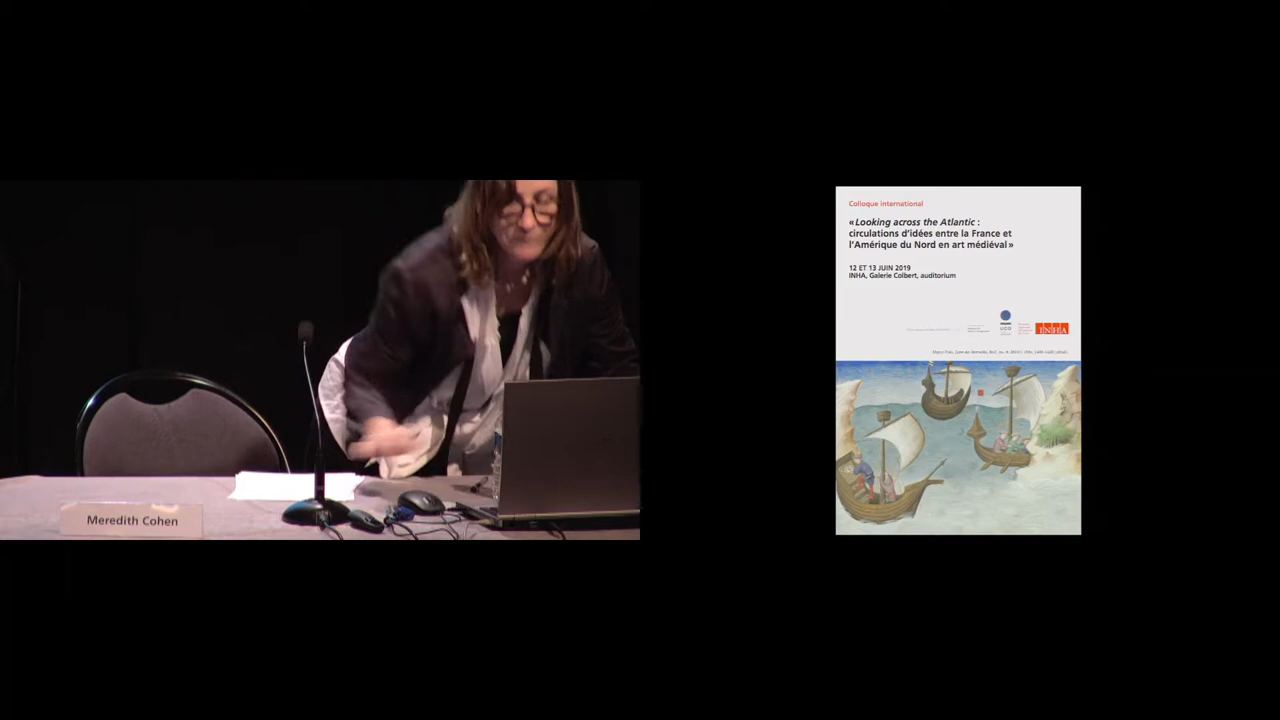 Meredith Cohen
Colloque international
« Looking across the Atlantic :
circulations d'idées entre la France et
l'Amérique du Nord en art médiéval »
12 ET 13 JUIN 2019
INHA, Galerie Colbert, auditorium
INHA